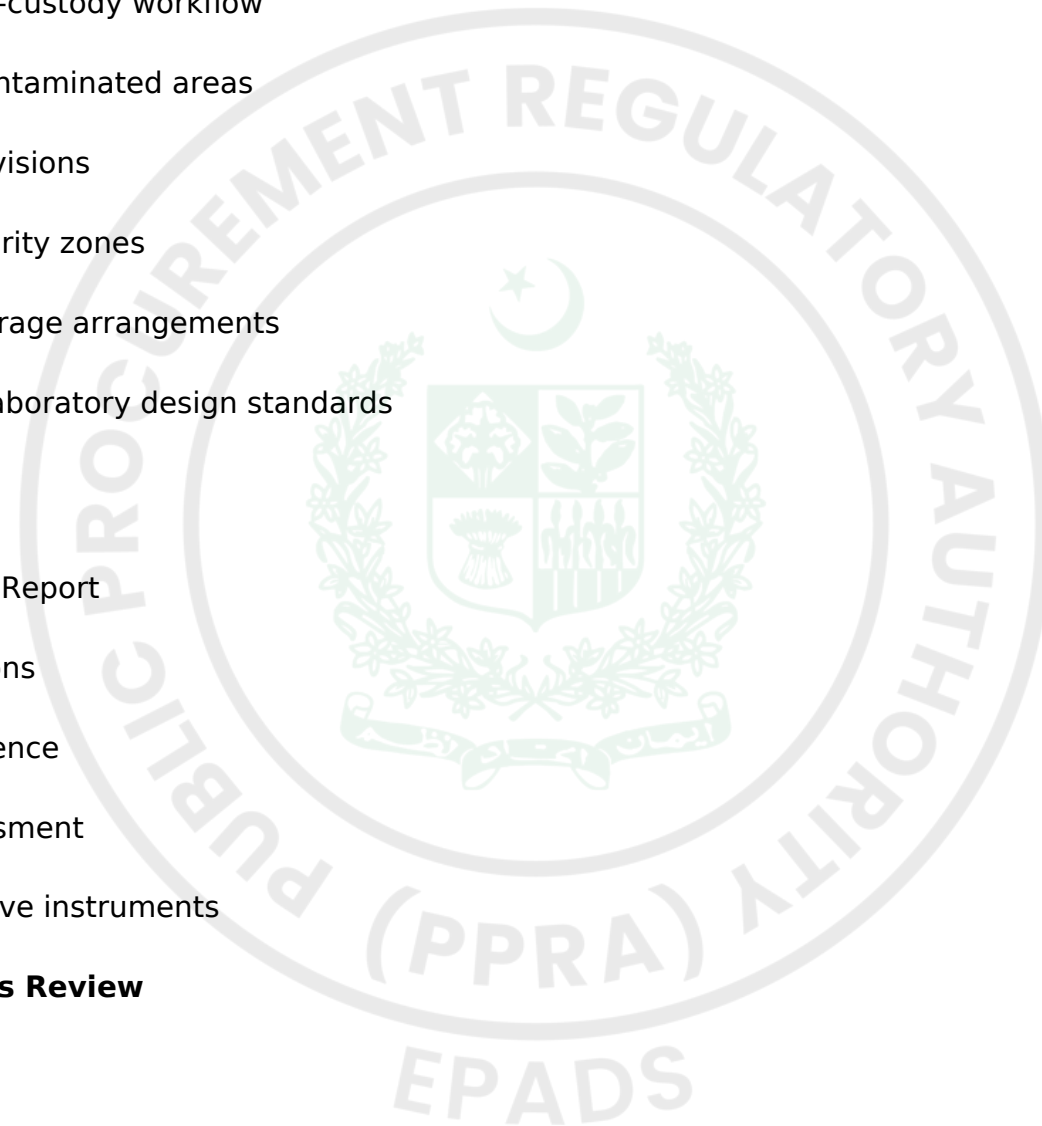 -custody workflow
ntaminated areas
visions
rity zones
rage arrangements
aboratory design standards
Report
ns
ence
sment
ve instruments
s Review
PUBLIC PROCUREMENT REGULATORY AUTHORITY
(PPRA)
EPADS